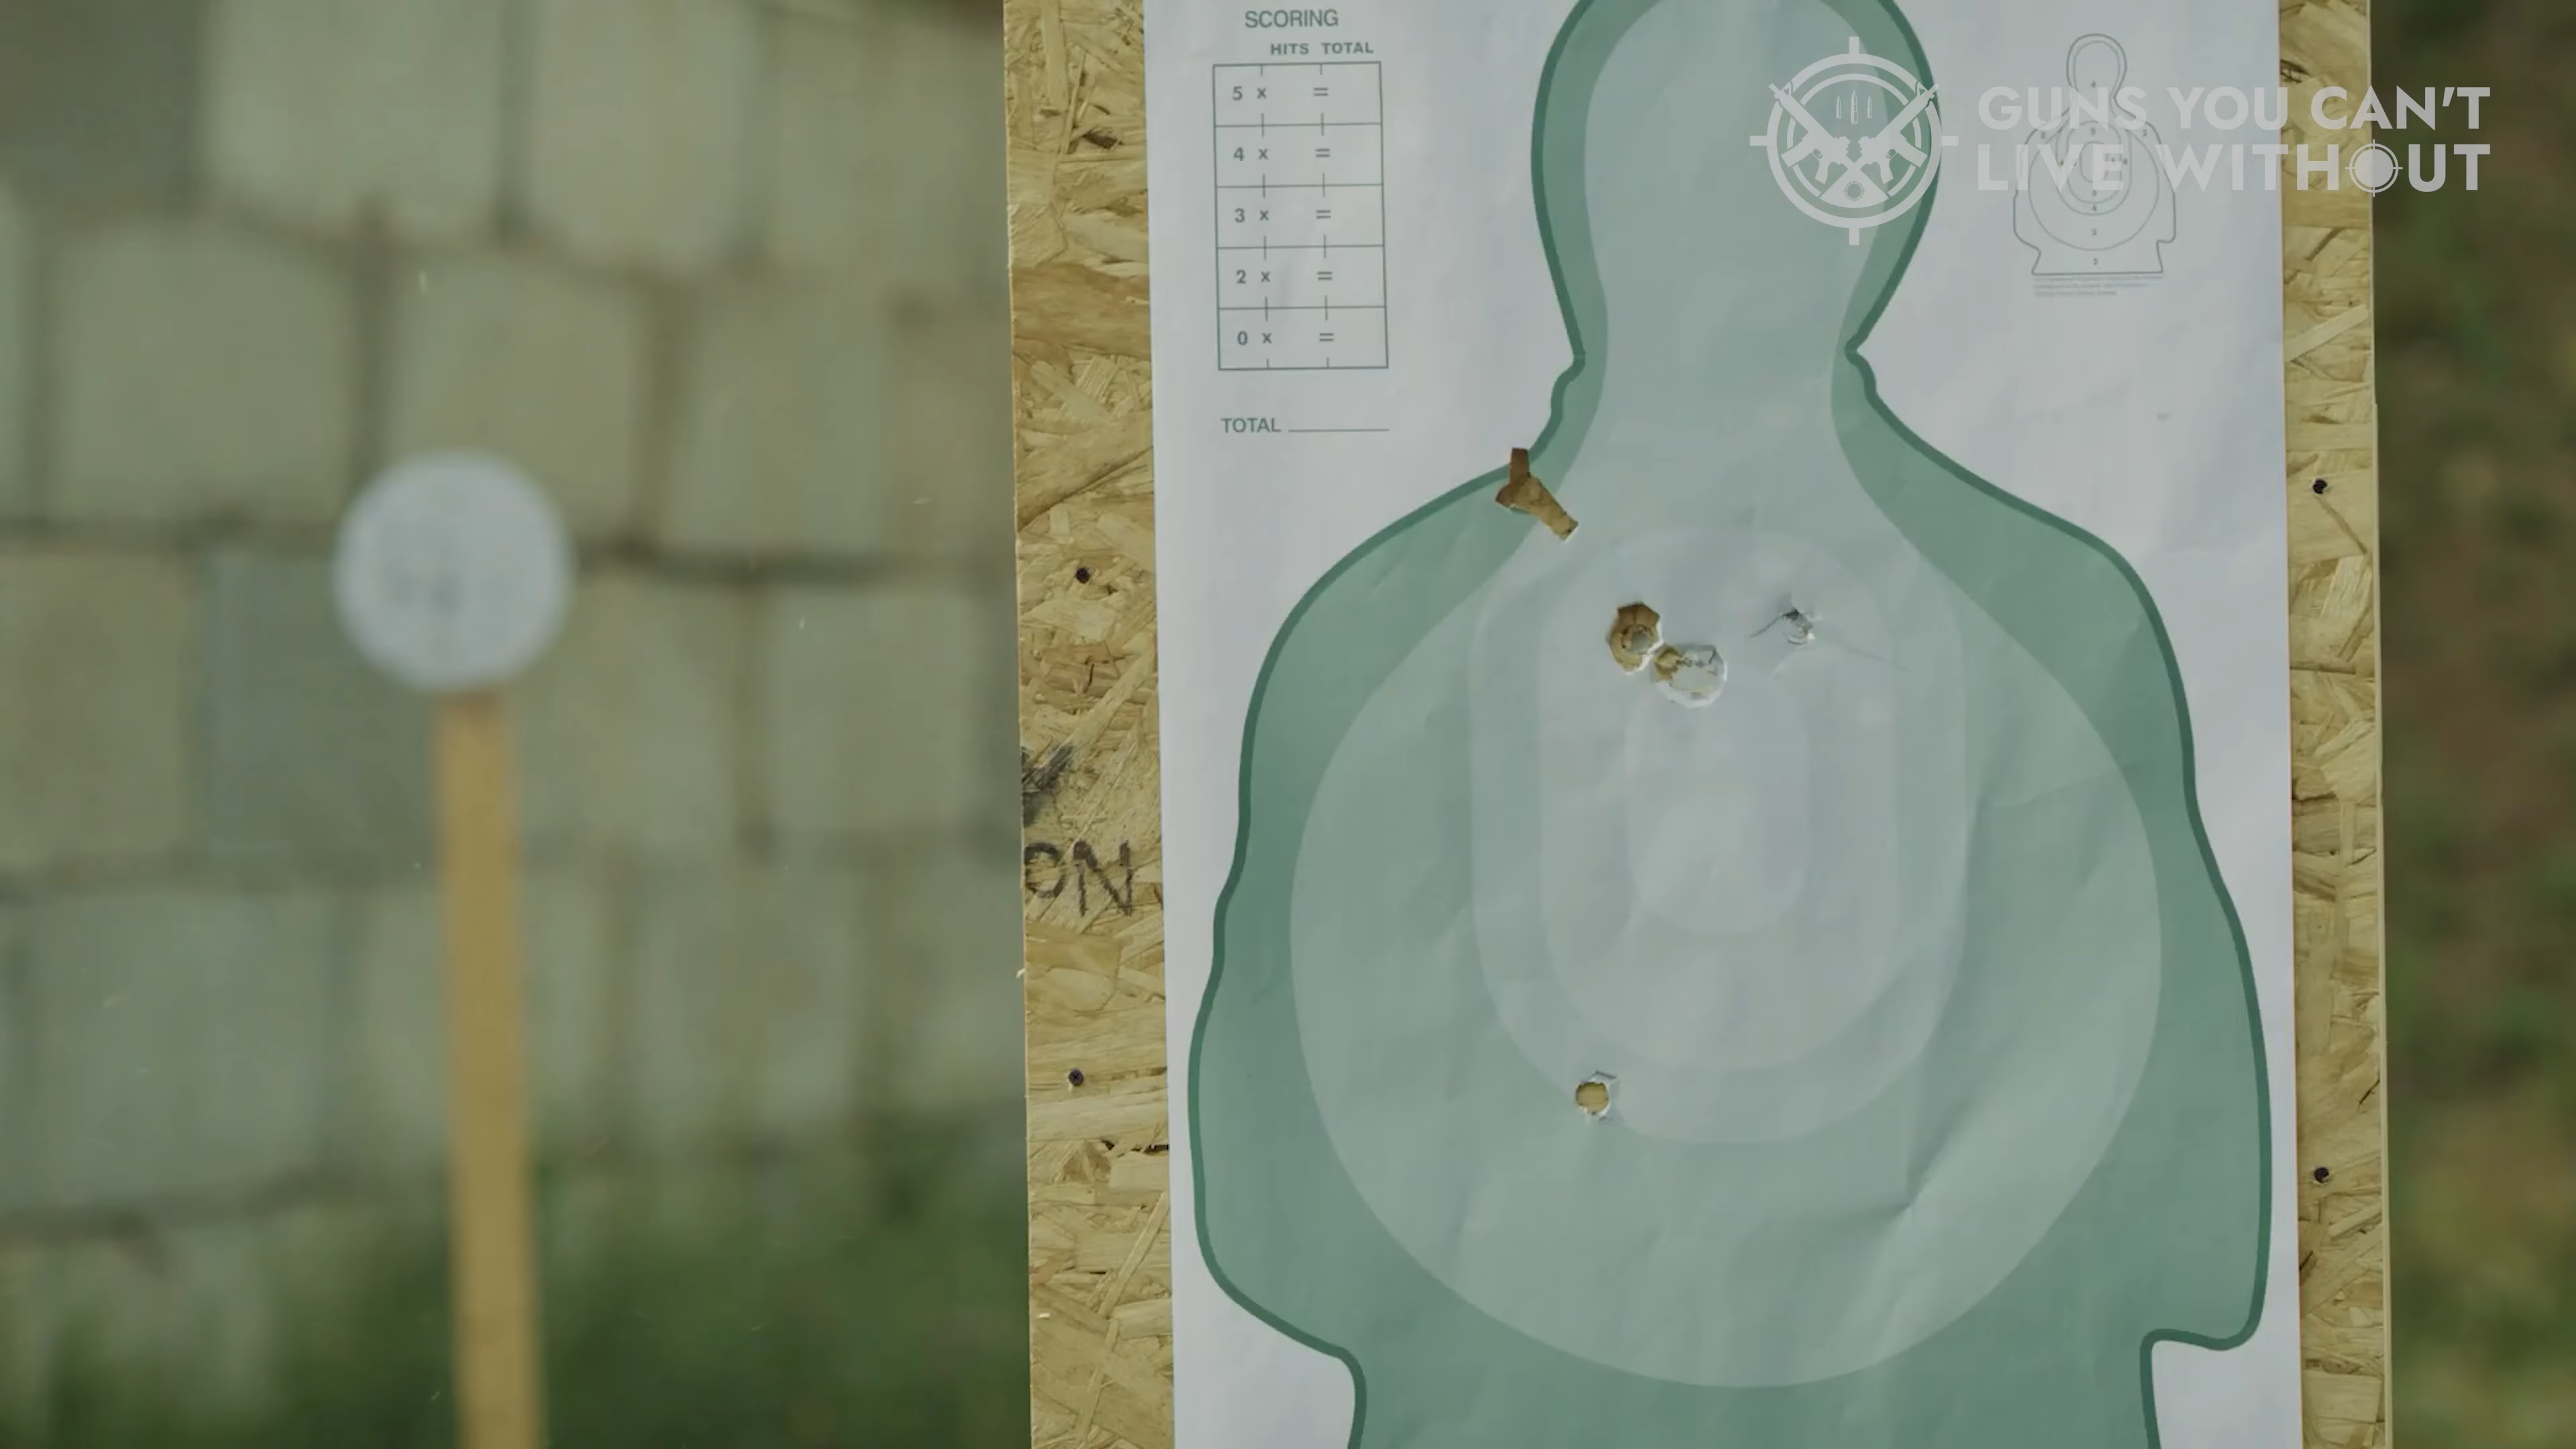 SCORING
HITS TOTAL
5 x =
4 x =
3 x =
2 x =
0 x =
TOTAL
GUNS YOU CAN'T
LIVE WITHOUT
ON